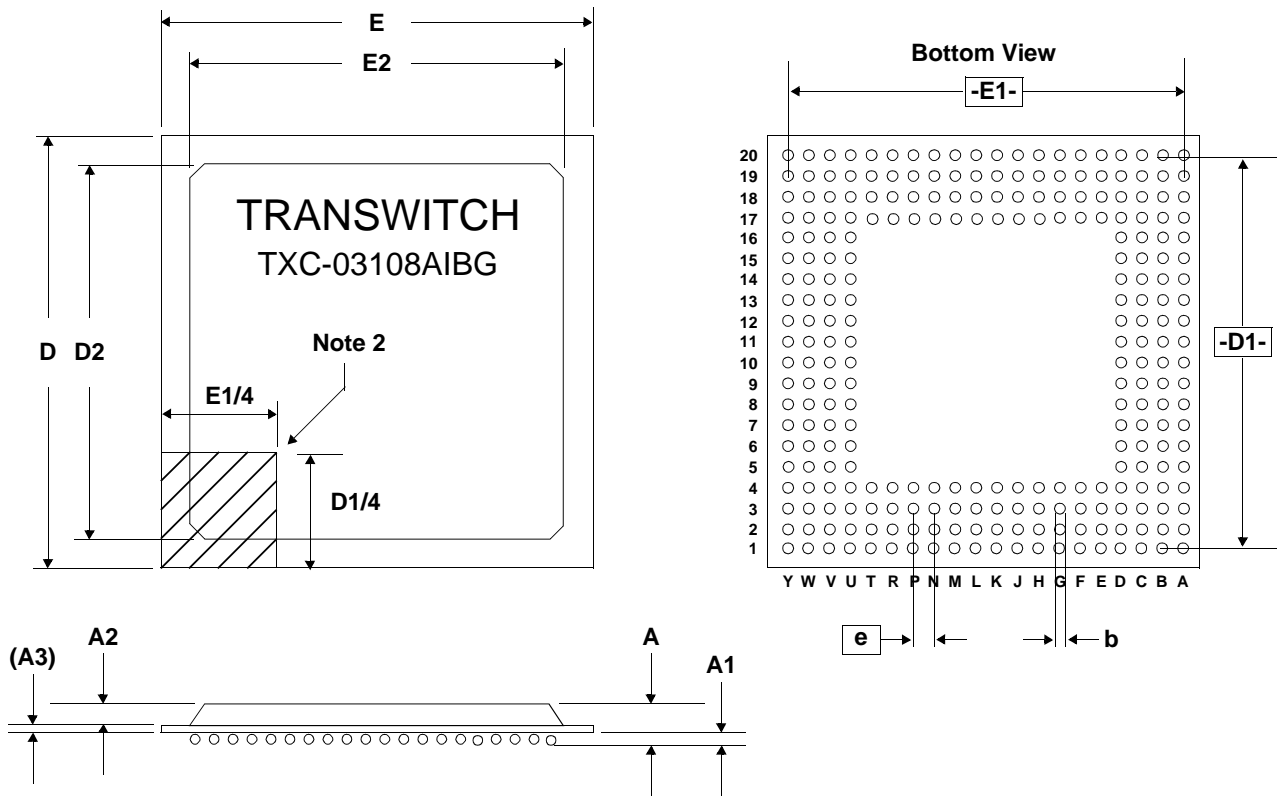 E
E2
TRANSWITCH
TXC-03108AIBG
D
D2
Note 2
E1/4
D1/4
Bottom View
-E1-
20
19
18
17
16
15
14
13
12
11
10
9
8
7
6
5
4
3
2
1
-D1-
Y W V U T R P N M L K J H G F E D C B A
e
b
(A3)
A2
A
A1